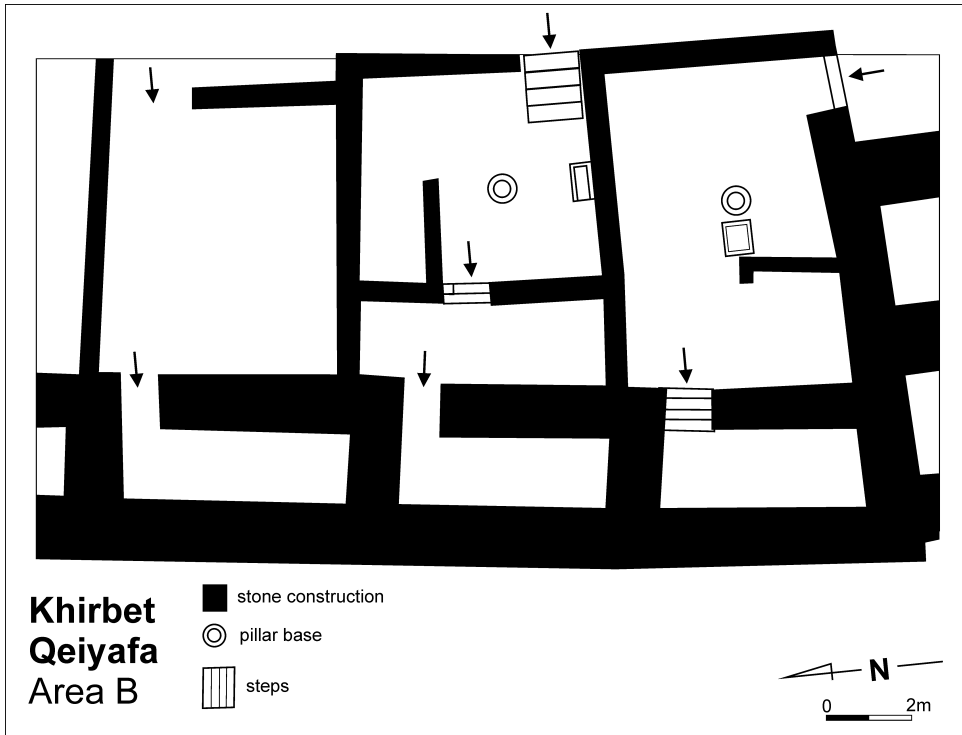 Khirbet
Qeiyafa
Area B
stone construction
pillar base
steps
N
0 2m